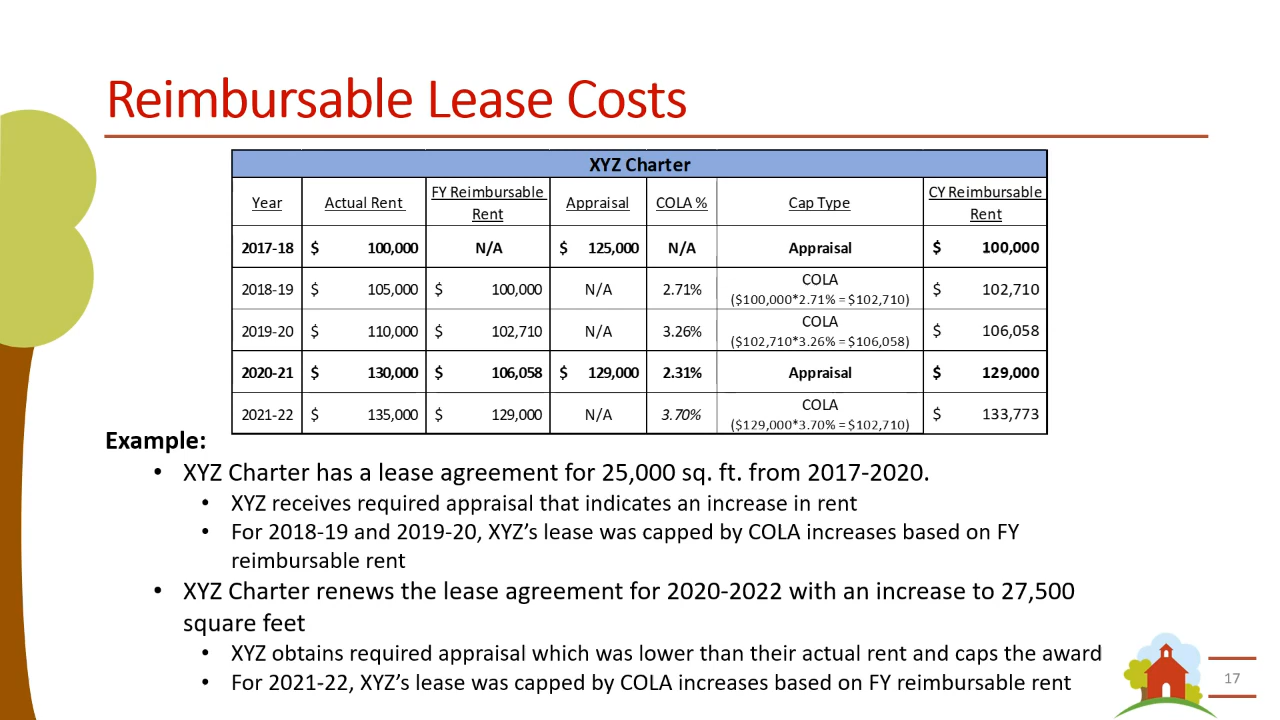 Reimbursable Lease Costs
XYZ Charter
Year Actual Rent FY Reimbursable Rent Appraisal COLA % Cap Type CY Reimbursable Rent
2017-18 $ 100,000 N/A $ 125,000 N/A Appraisal $ 100,000
2018-19 $ 105,000 $ 100,000 N/A 2.71% COLA ($100,000*2.71% = $102,710) $ 102,710
2019-20 $ 110,000 $ 102,710 N/A 3.26% COLA ($102,710*3.26% = $106,058) $ 106,058
2020-21 $ 130,000 $ 106,058 $ 129,000 2.31% Appraisal $ 129,000
2021-22 $ 135,000 $ 129,000 N/A 3.70% COLA ($129,000*3.70% = $102,710) $ 133,773
Example:
• XYZ Charter has a lease agreement for 25,000 sq. ft. from 2017-2020.
• XYZ receives required appraisal that indicates an increase in rent
• For 2018-19 and 2019-20, XYZ’s lease was capped by COLA increases based on FY
reimbursable rent
• XYZ Charter renews the lease agreement for 2020-2022 with an increase to 27,500
square feet
• XYZ obtains required appraisal which was lower than their actual rent and caps the award
• For 2021-22, XYZ’s lease was capped by COLA increases based on FY reimbursable rent
17